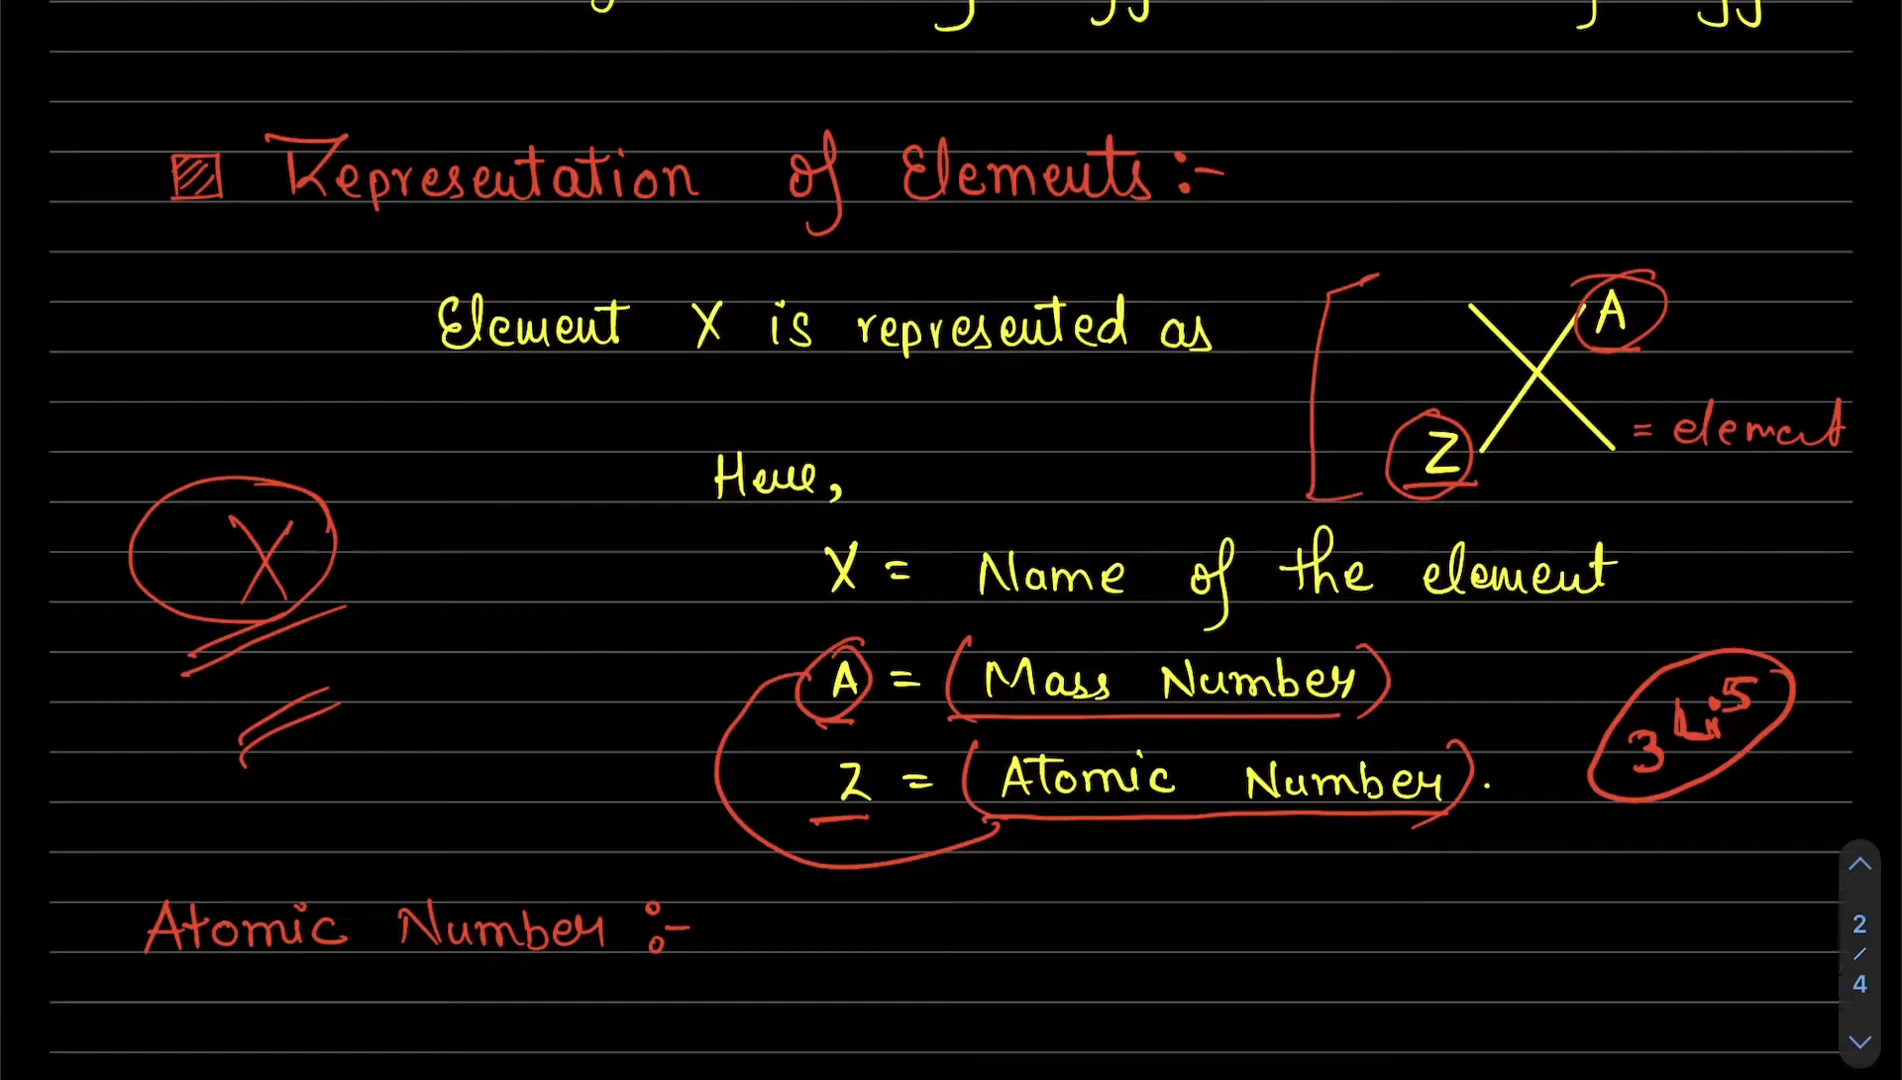 Representation of Elements :-
Element X is represented as
X A
Z
= element
Here,
X
X = Name of the element
A = (Mass Number)
3 Li 5
Z = (Atomic Number).
Atomic Number :-
2
/
4